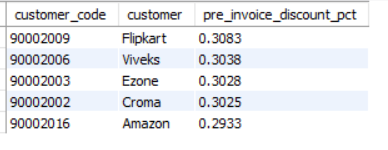 customer_code customer pre_invoice_discount_pct
90002009 Flipkart 0.3083
90002006 Viveks 0.3038
90002003 Ezone 0.3028
90002002 Croma 0.3025
90002016 Amazon 0.2933